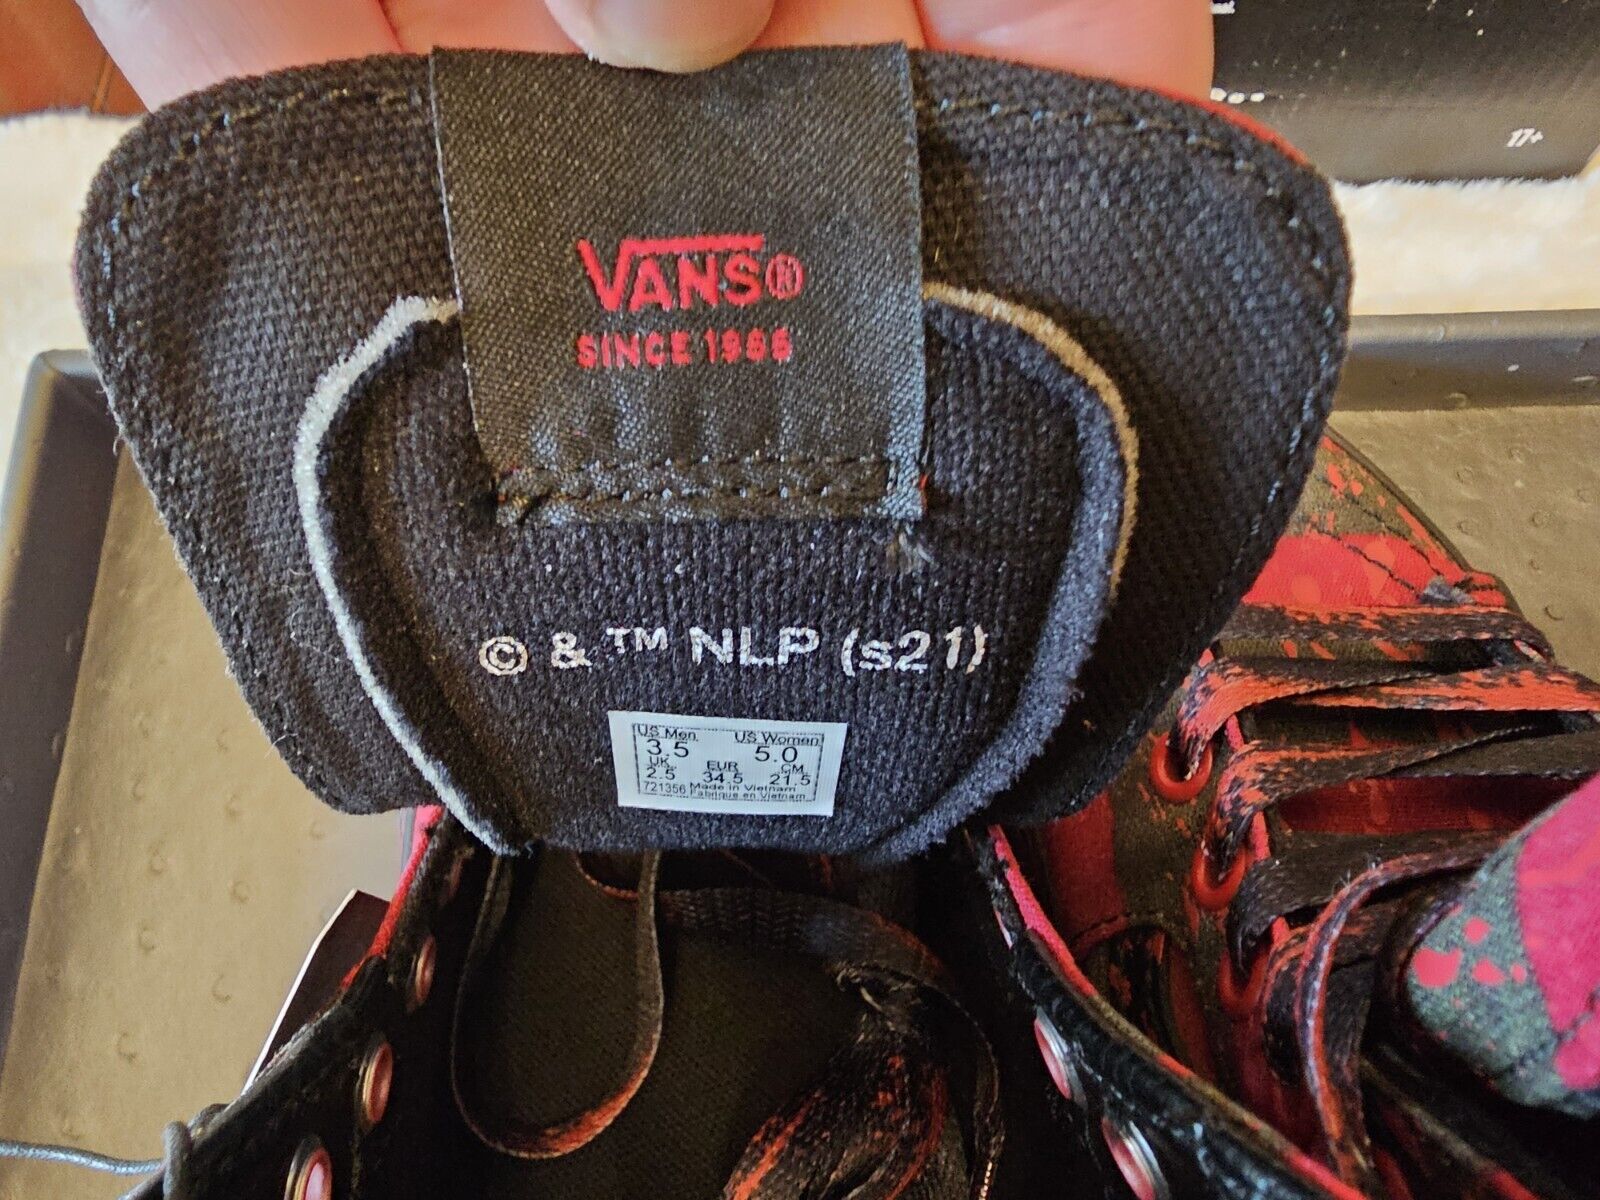 17+
VANS®
SINCE 1966
© & ™ NLP (s21)
US Men US Women
3.5 5.0
UK EUR CM
2.5 34.5 21.5
721356 Made in Vietnam
Fabrique en Vietnam